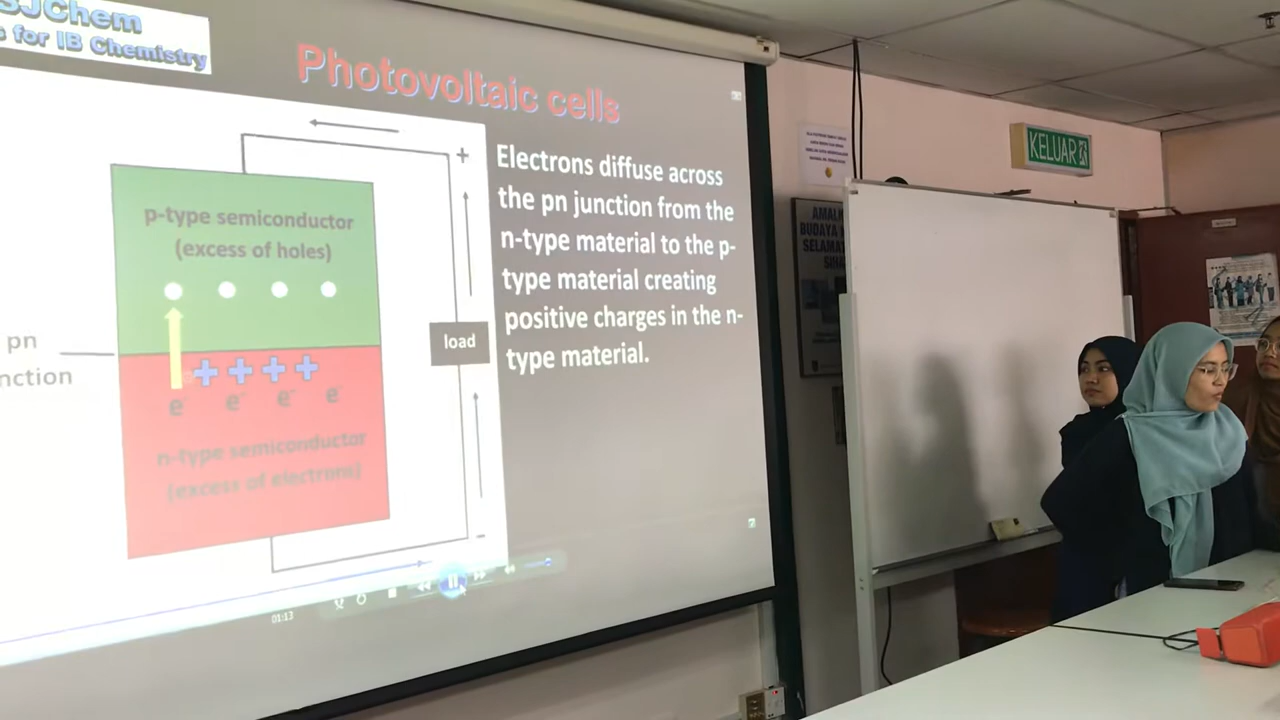 SJChem
s for IB Chemistry
Photovoltaic cells
Electrons diffuse across
the pn junction from the
n-type material to the p-
type material creating
positive charges in the n-
type material.
p-type semiconductor
(excess of holes)
+
load
pn
nction
e⁻ e⁻ e⁻ e⁻
n-type semiconductor
(excess of electrons)
-
01:13
KELUAR
AMAL
BUDAYA
SELAMAT
SIHA